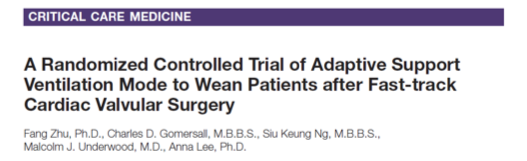 CRITICAL CARE MEDICINE
A Randomized Controlled Trial of Adaptive Support
Ventilation Mode to Wean Patients after Fast-track
Cardiac Valvular Surgery
Fang Zhu, Ph.D., Charles D. Gomersall, M.B.B.S., Siu Keung Ng, M.B.B.S.,
Malcolm J. Underwood, M.D., Anna Lee, Ph.D.